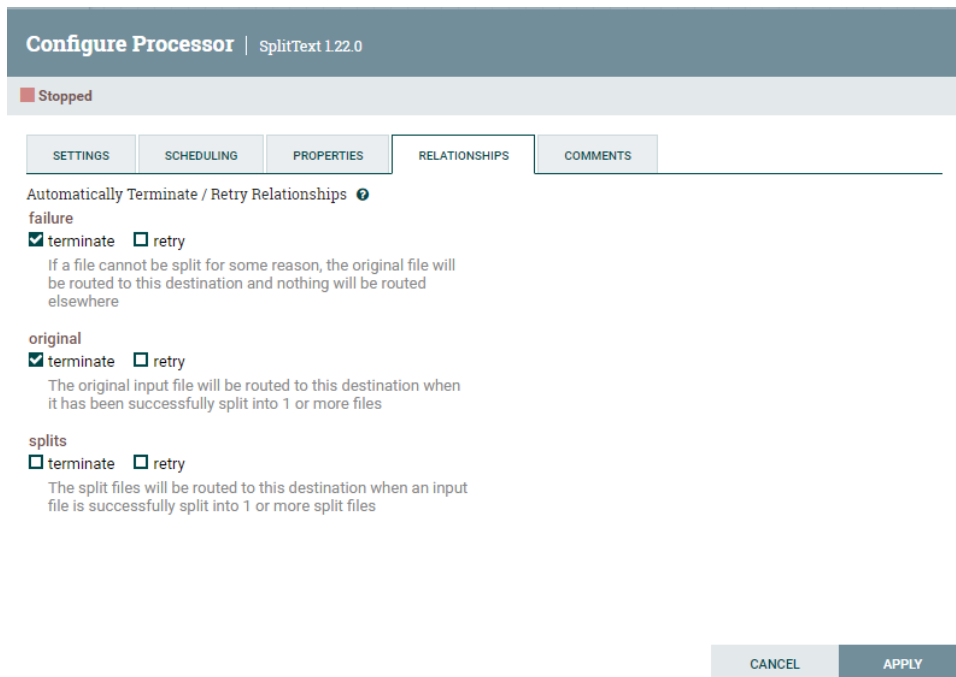 Configure Processor | SplitText 1.22.0
Stopped
SETTINGS SCHEDULING PROPERTIES RELATIONSHIPS COMMENTS
Automatically Terminate / Retry Relationships ?
failure
terminate retry
If a file cannot be split for some reason, the original file will
be routed to this destination and nothing will be routed
elsewhere
original
terminate retry
The original input file will be routed to this destination when
it has been successfully split into 1 or more files
splits
terminate retry
The split files will be routed to this destination when an input
file is successfully split into 1 or more split files
CANCEL APPLY